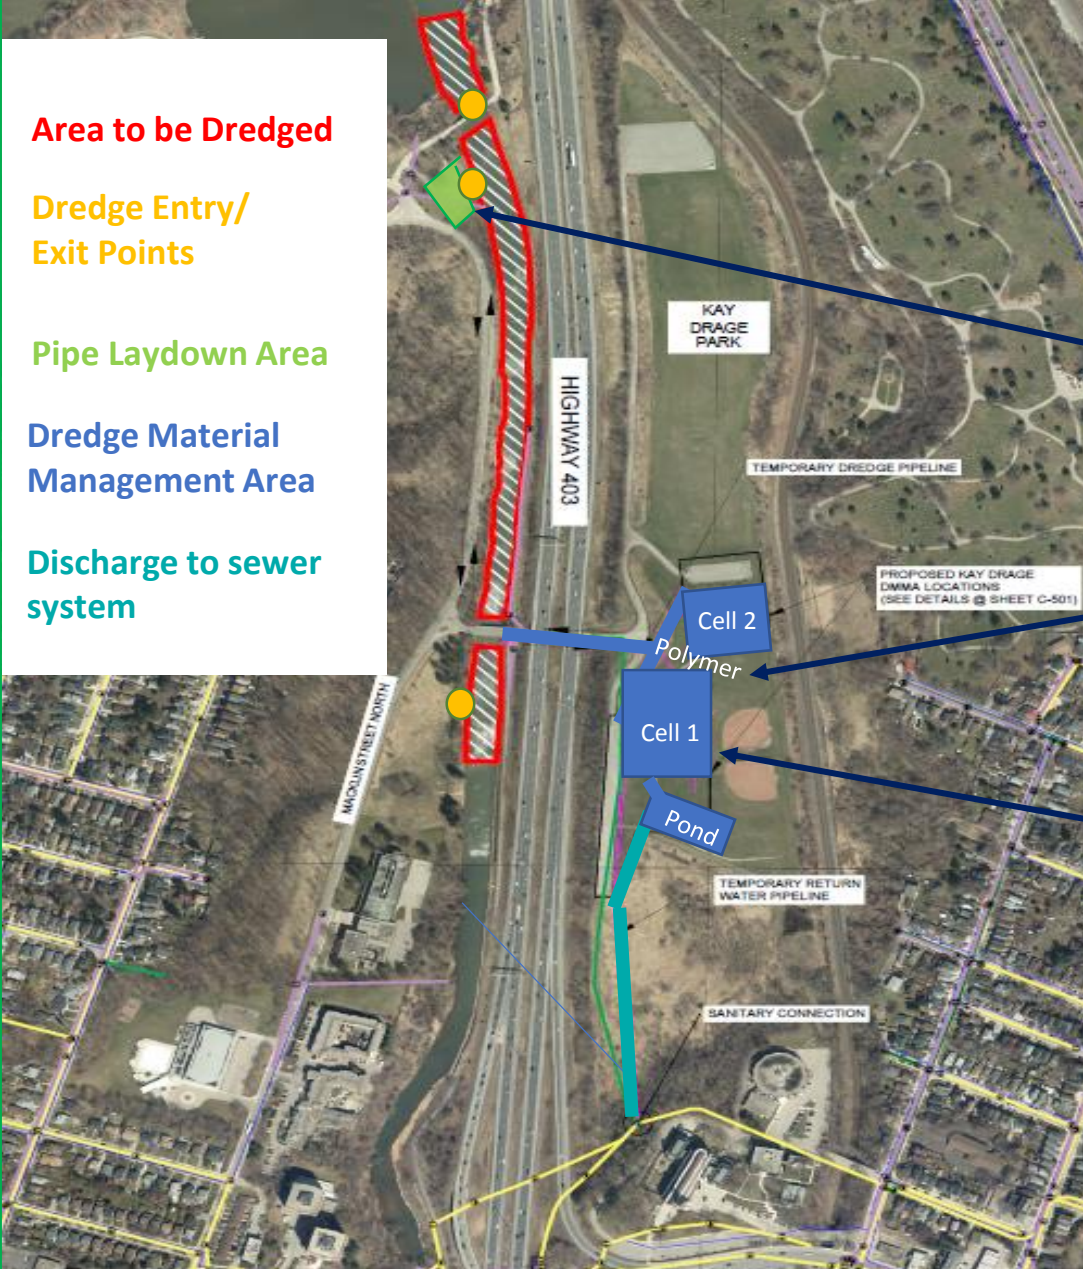 Area to be Dredged
Dredge Entry/
Exit Points
Pipe Laydown Area
Dredge Material
Management Area
Discharge to sewer
system
KAY
DRAGE
PARK
HIGHWAY 403
TEMPORARY DREDGE PIPELINE
PROPOSED KAY DRAGE
DMMA LOCATIONS
(SEE DETAILS @ SHEET C-501)
Cell 2
Polymer
Cell 1
MACKLIN STREET NORTH
Pond
TEMPORARY RETURN
WATER PIPELINE
SANITARY CONNECTION